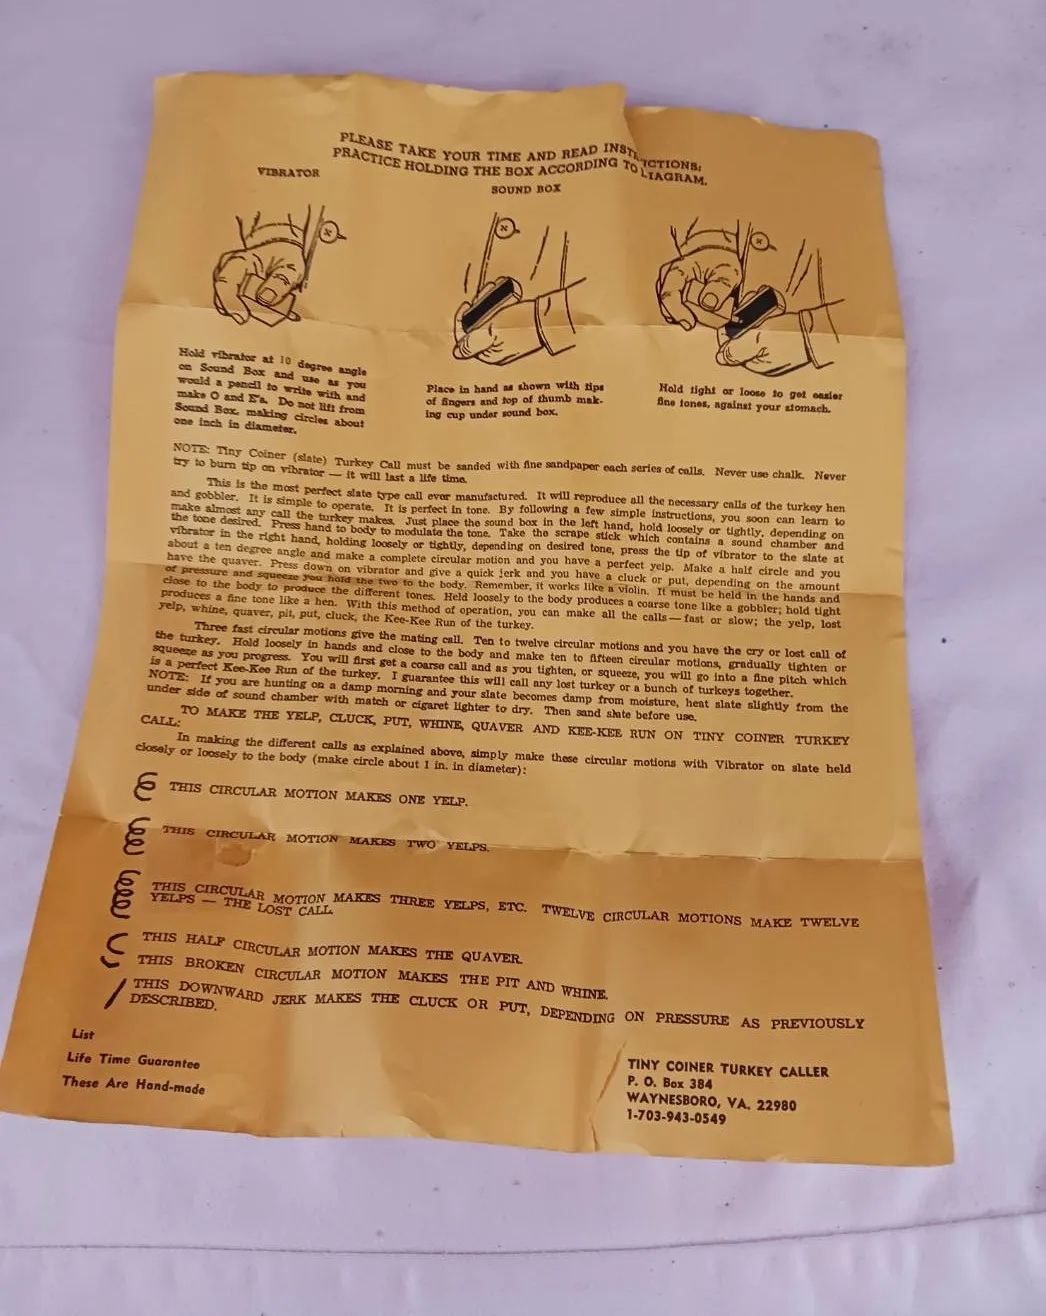 PLEASE TAKE YOUR TIME AND READ INSTRUCTIONS;
PRACTICE HOLDING THE BOX ACCORDING TO DIAGRAM.
VIBRATOR
SOUND BOX
Hold vibrator at 10 degree angle
on Sound Box and use as you
would a pencil to write with and
make O and E's. Do not lift from
Sound Box, making circles about
one inch in diameter.
Place in hand as shown with tips
of fingers and top of thumb mak-
ing cup under sound box.
Hold tight or loose to get easier
fine tones, against your stomach.
NOTE: Tiny Coiner (slate) Turkey Call must be sanded with fine sandpaper each series of calls. Never use chalk. Never
try to burn tip on vibrator — it will last a life time.
This is the most perfect slate type call ever manufactured. It will reproduce all the necessary calls of the turkey hen
and gobbler. It is simple to operate. It is perfect in tone. By following a few simple instructions, you soon can learn to
make almost any call the turkey makes. Just place the sound box in the left hand, hold loosely or tightly, depending on
the tone desired. Press hand to body to modulate the tone. Take the scrape stick which contains a sound chamber and
vibrator in the right hand, holding loosely or tightly, depending on desired tone, press the tip of vibrator to the slate at
about a ten degree angle and make a complete circular motion and you have a perfect yelp. Make a half circle and you
have the quaver. Press down on vibrator and give a quick jerk and you have a cluck or put, depending on the amount
of pressure and squeeze you hold the two to the body. Remember, it works like a violin. It must be held in the hands and
close to the body to produce the different tones. Held loosely to the body produces a coarse tone like a gobbler; hold tight
produces a fine tone like a hen. With this method of operation, you can make all the calls — fast or slow; the yelp, lost
yelp, whine, quaver, pit, put, cluck, the Kee-Kee Run of the turkey.
Three fast circular motions give the mating call. Ten to twelve circular motions and you have the cry or lost call of
the turkey. Hold loosely in hands and close to the body and make ten to fifteen circular motions, gradually tighten or
squeeze as you progress. You will first get a coarse call and as you tighten, or squeeze, you will go into a fine pitch which
is a perfect Kee-Kee Run of the turkey. I guarantee this will call any lost turkey or a bunch of turkeys together.
NOTE: If you are hunting on a damp morning and your slate becomes damp from moisture, heat slate slightly from the
under side of sound chamber with match or cigaret lighter to dry. Then sand slate before use.
TO MAKE THE YELP, CLUCK, PUT, WHINE, QUAVER AND KEE-KEE RUN ON TINY COINER TURKEY
CALL:
In making the different calls as explained above, simply make these circular motions with Vibrator on slate held
closely or loosely to the body (make circle about 1 in. in diameter):
THIS CIRCULAR MOTION MAKES ONE YELP.
THIS CIRCULAR MOTION MAKES TWO YELPS.
THIS CIRCULAR MOTION MAKES THREE YELPS, ETC. TWELVE CIRCULAR MOTIONS MAKE TWELVE
YELPS — THE LOST CALL
THIS HALF CIRCULAR MOTION MAKES THE QUAVER.
THIS BROKEN CIRCULAR MOTION MAKES THE PIT AND WHINE.
THIS DOWNWARD JERK MAKES THE CLUCK OR PUT, DEPENDING ON PRESSURE AS PREVIOUSLY
DESCRIBED.
List
Life Time Guarantee
These Are Hand-made
TINY COINER TURKEY CALLER
P. O. Box 384
WAYNESBORO, VA. 22980
1-703-943-0549